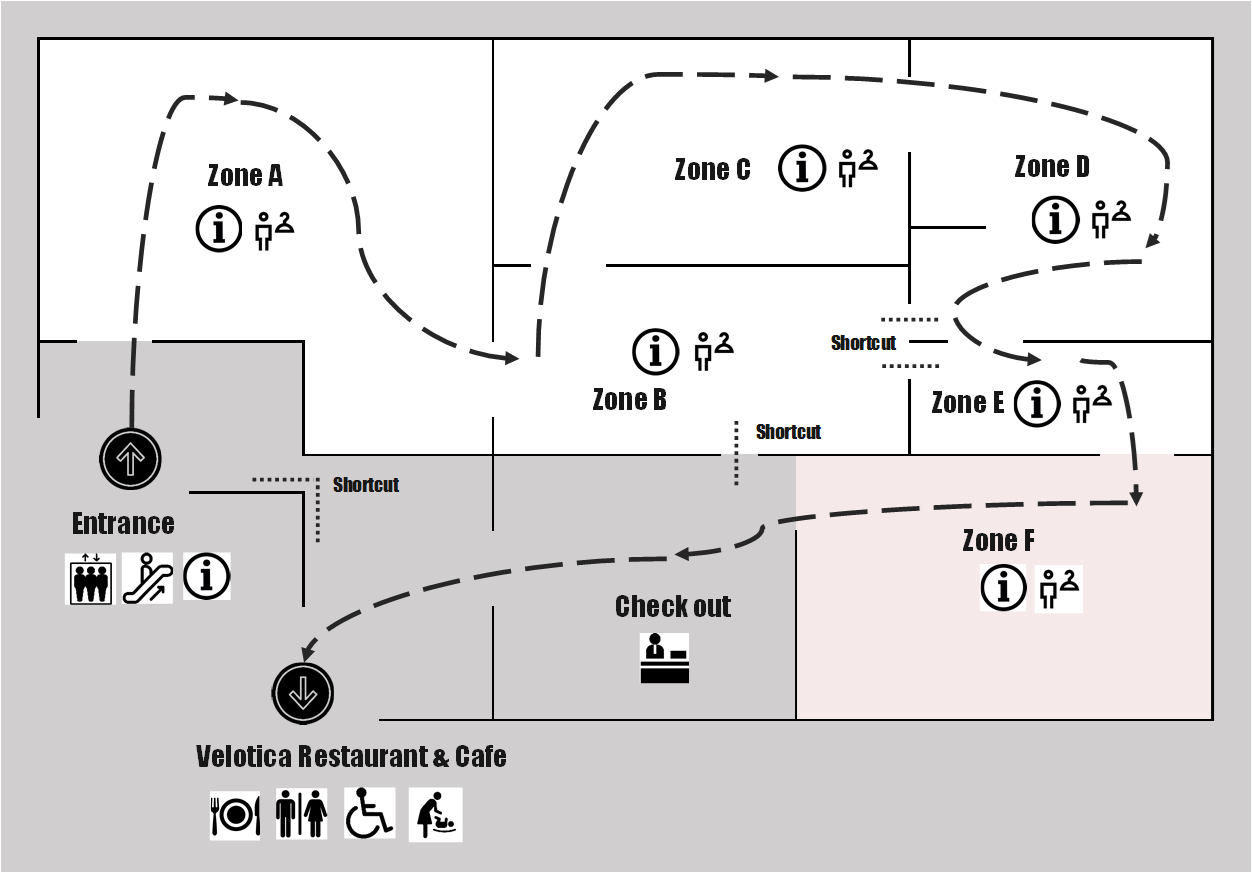 Zone A
Zone C
Zone D
Shortcut
Zone B
Zone E
Shortcut
Shortcut
Entrance
Zone F
Check out
Velotica Restaurant & Cafe